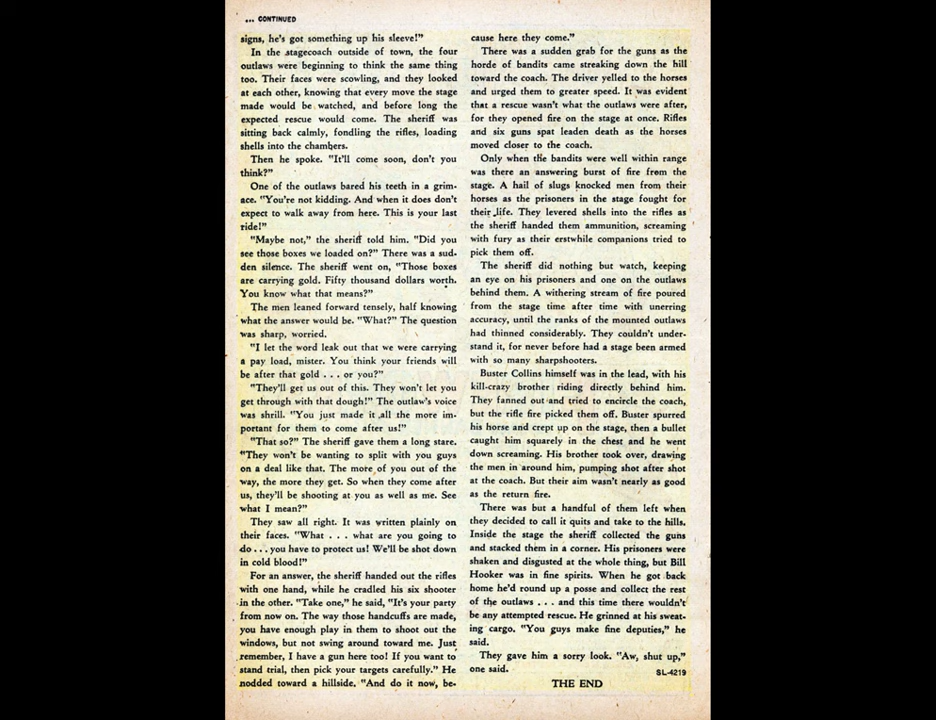 ... CONTINUED
signs, he's got something up his sleeve!"
In the stagecoach outside of town, the four
outlaws were beginning to think the same thing
too. Their faces were scowling, and they looked
at each other, knowing that every move the stage
made would be watched, and before long the
expected rescue would come. The sheriff was
sitting back calmly, fondling the rifles, loading
shells into the chambers.
Then he spoke. "It'll come soon, don't you
think?"
One of the outlaws bared his teeth in a grim-
ace. "You're not kidding. And when it does don't
expect to walk away from here. This is your last
ride!"
"Maybe not," the sheriff told him. "Did you
see those boxes we loaded on?" There was a sud-
den silence. The sheriff went on, "Those boxes
are carrying gold. Fifty thousand dollars worth.
You know what that means?"
The men leaned forward tensely, half knowing
what the answer would be. "What?" The question
was sharp, worried.
"I let the word leak out that we were carrying
a pay load, mister. You think your friends will
be after that gold . . . or you?"
"They'll get us out of this. They won't let you
get through with that dough!" The outlaw's voice
was shrill. "You just made it all the more im-
portant for them to come after us!"
"That so?" The sheriff gave them a long stare.
"They won't be wanting to split with you guys
on a deal like that. The more of you out of the
way, the more they get. So when they come after
us, they'll be shooting at you as well as me. See
what I mean?"
They saw all right. It was written plainly on
their faces. "What . . . what are you going to
do . . . you have to protect us! We'll be shot down
in cold blood!"
For an answer, the sheriff handed out the rifles
with one hand, while he cradled his six shooter
in the other. "Take one," he said, "It's your party
from now on. The way those handcuffs are made,
you have enough play in them to shoot out the
windows, but not swing around toward me. Just
remember, I have a gun here too! If you want to
stand trial, then pick your targets carefully." He
nodded toward a hillside. "And do it now, be-
cause here they come."
There was a sudden grab for the guns as the
horde of bandits came streaking down the hill
toward the coach. The driver yelled to the horses
and urged them to greater speed. It was evident
that a rescue wasn't what the outlaws were after,
for they opened fire on the stage at once. Rifles
and six guns spat leaden death as the horses
moved closer to the coach.
Only when the bandits were well within range
was there an answering burst of fire from the
stage. A hail of slugs knocked men from their
horses as the prisoners in the stage fought for
their life. They levered shells into the rifles as
the sheriff handed them ammunition, screaming
with fury as their erstwhile companions tried to
pick them off.
The sheriff did nothing but watch, keeping
an eye on his prisoners and one on the outlaws
behind them. A withering stream of fire poured
from the stage time after time with unerring
accuracy, until the ranks of the mounted outlaws
had thinned considerably. They couldn't under-
stand it, for never before had a stage been armed
with so many sharpshooters.
Buster Collins himself was in the lead, with his
kill-crazy brother riding directly behind him.
They fanned out and tried to encircle the coach,
but the rifle fire picked them off. Buster spurred
his horse and crept up on the stage, then a bullet
caught him squarely in the chest and he went
down screaming. His brother took over, drawing
the men in around him, pumping shot after shot
at the coach. But their aim wasn't nearly as good
as the return fire.
There was but a handful of them left when
they decided to call it quits and take to the hills.
Inside the stage the sheriff collected the guns
and stacked them in a corner. His prisoners were
shaken and disgusted at the whole thing, but Bill
Hooker was in fine spirits. When he got back
home he'd round up a posse and collect the rest
of the outlaws . . . and this time there wouldn't
be any attempted rescue. He grinned at his sweat-
ing cargo. "You guys make fine deputies," he
said.
They gave him a sorry look. "Aw, shut up,"
one said.
SL-4219
THE END